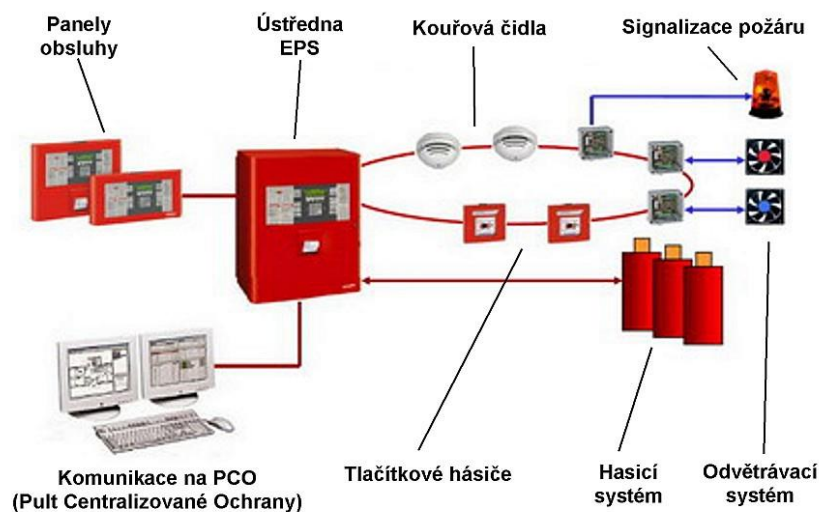 Panely
obsluhy
Ústředna
EPS
Kouřová čidla
Signalizace požáru
Komunikace na PCO
(Pult Centralizované Ochrany)
Tlačítkové hásiče
Hasicí
systém
Odvětrávací
systém